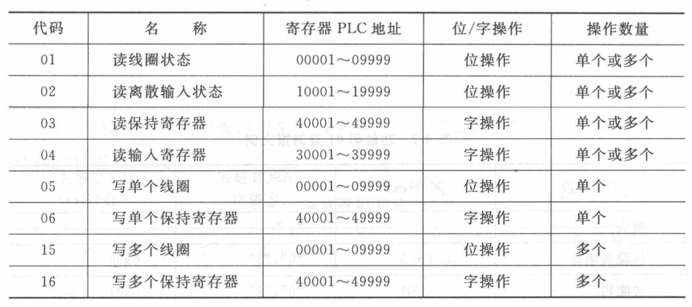 代码 名 称 寄存器 PLC 地址 位/字操作 操作数量
01 读线圈状态 00001～09999 位操作 单个或多个
02 读离散输入状态 10001～19999 位操作 单个或多个
03 读保持寄存器 40001～49999 字操作 单个或多个
04 读输入寄存器 30001～39999 字操作 单个或多个
05 写单个线圈 00001～09999 位操作 单个
06 写单个保持寄存器 40001～49999 字操作 单个
15 写多个线圈 00001～09999 位操作 多个
16 写多个保持寄存器 40001～49999 字操作 多个